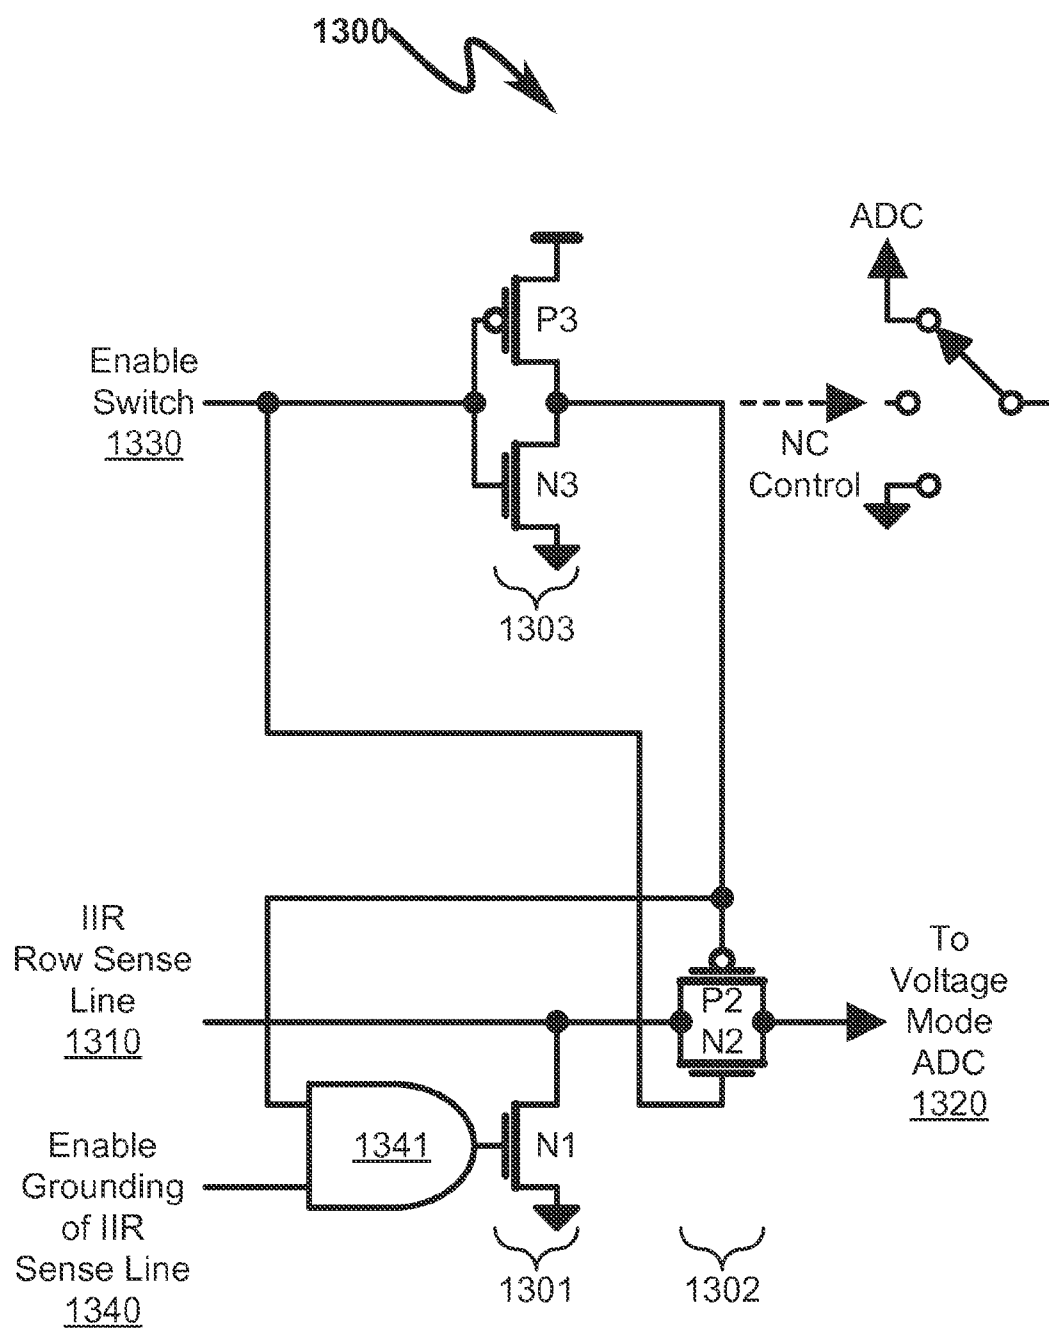 1300
ADC
P3
Enable
Switch
1330
NC
Control
N3
1303
IIR
Row Sense
Line
1310
P2
N2
To
Voltage
Mode
ADC
1320
1341
N1
Enable
Grounding
of IIR
Sense Line
1340
1301
1302